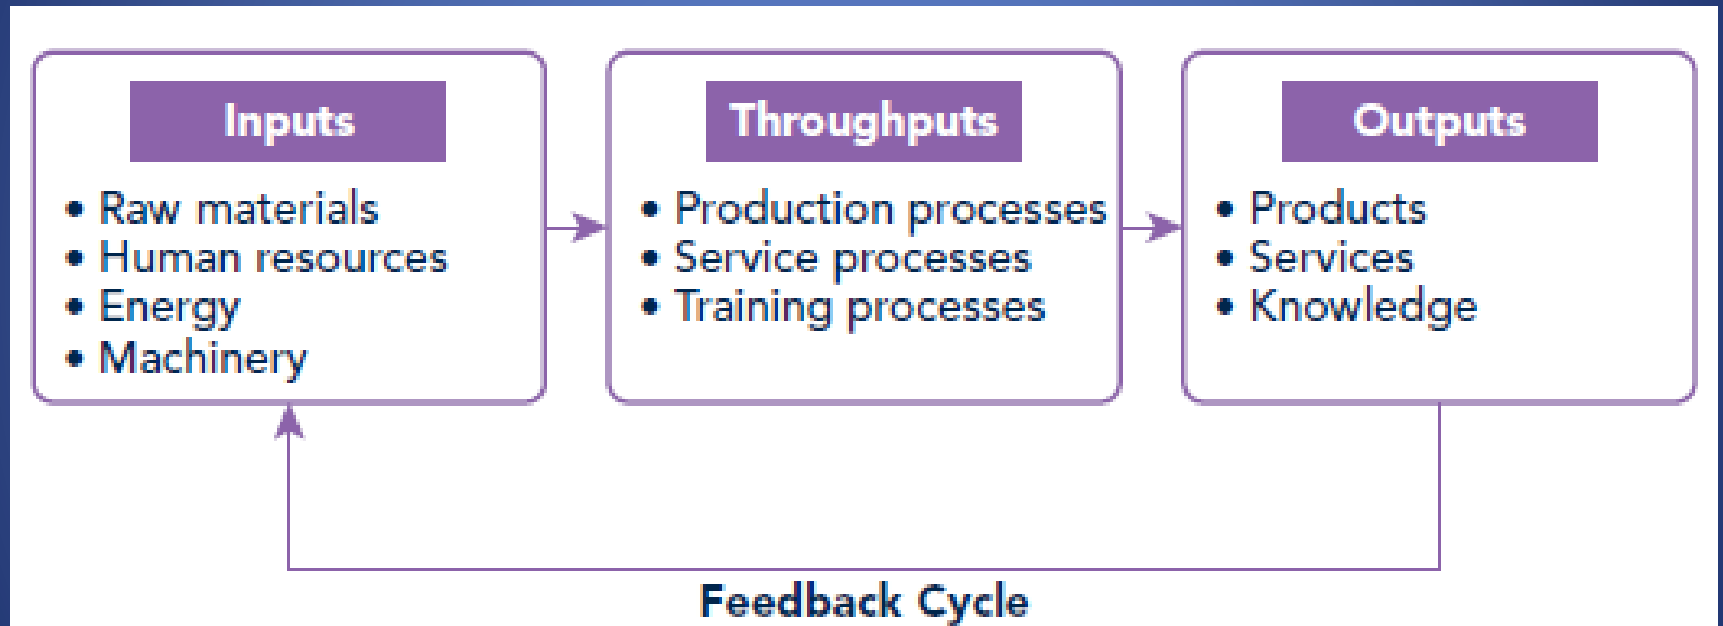 Inputs
• Raw materials
• Human resources
• Energy
• Machinery
Throughputs
• Production processes
• Service processes
• Training processes
Outputs
• Products
• Services
• Knowledge
Feedback Cycle